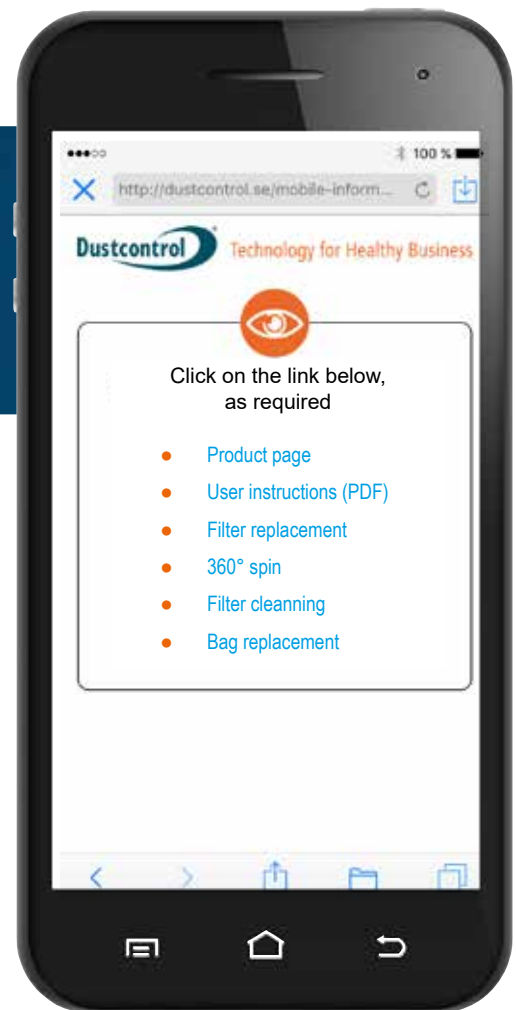 100 %
http://dustcontrol.se/mobile-inform...
Dustcontrol Technology for Healthy Business
Click on the link below,
as required
● Product page
● User instructions (PDF)
● Filter replacement
● 360° spin
● Filter cleanning
● Bag replacement